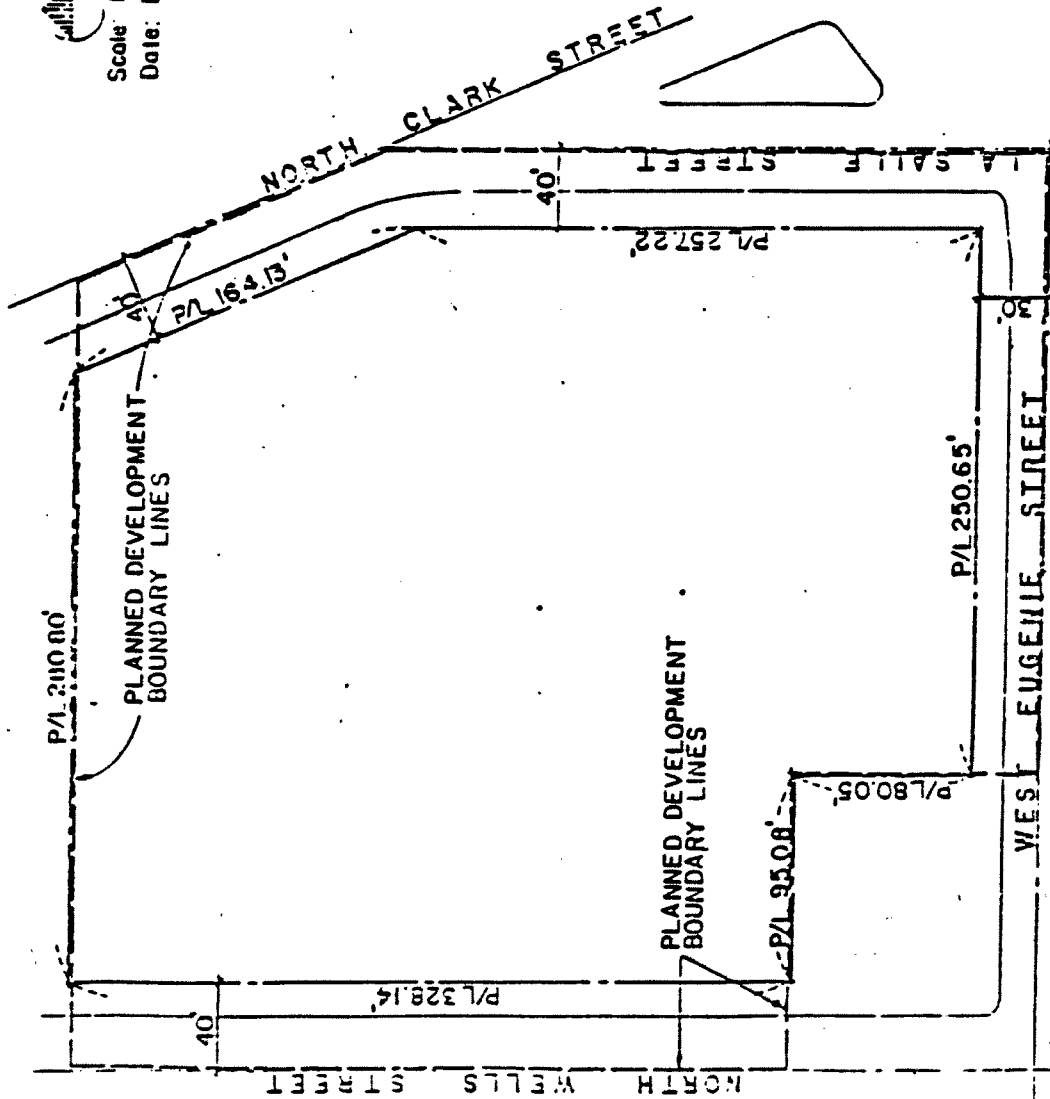 Scale
Date:
NORTH CLARK STREET
40'
P/L 164.13'
40'
LA SALLE STREET
P/L 257.22'
PLANNED DEVELOPMENT
BOUNDARY LINES
30'
P/L 250.65'
WEST EUGENIE STREET
PLANNED DEVELOPMENT
BOUNDARY LINES
P/L 95.08'
P/L 80.05'
P/L 328.14'
40'
NORTH WELLS STREET